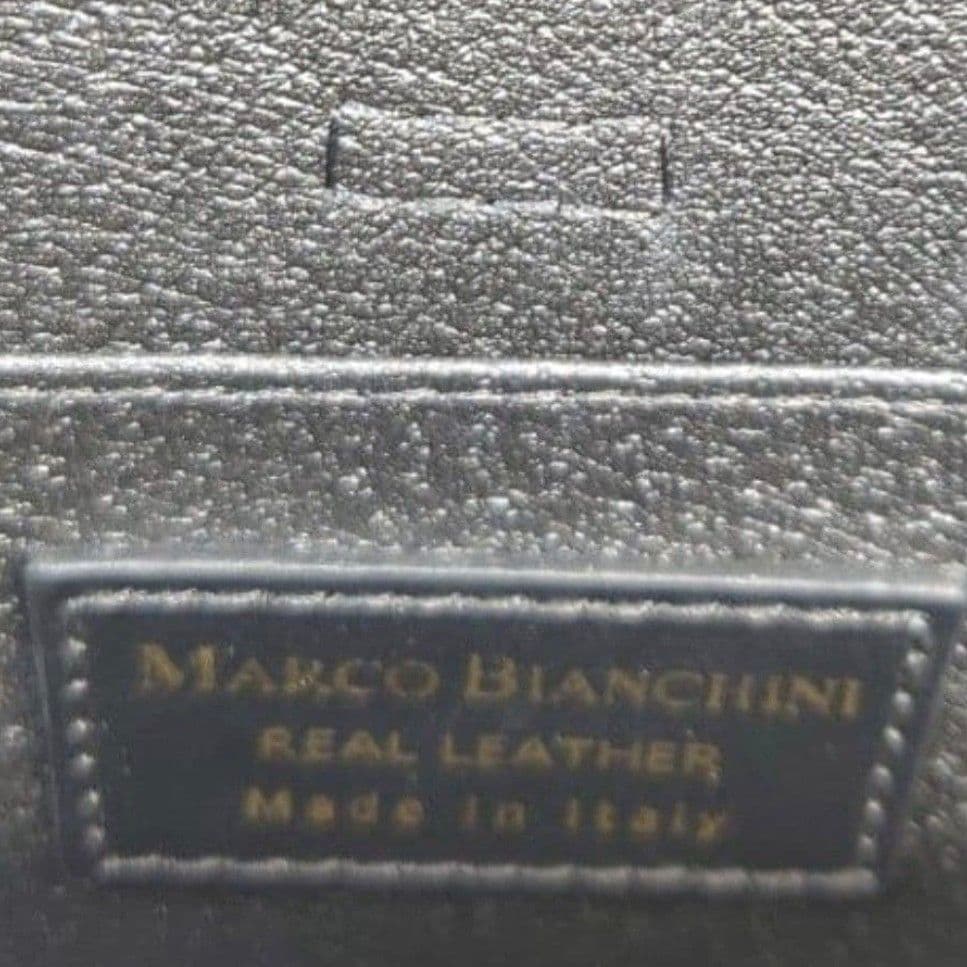 MARCO BIANCHINI
REAL LEATHER
Made in Italy